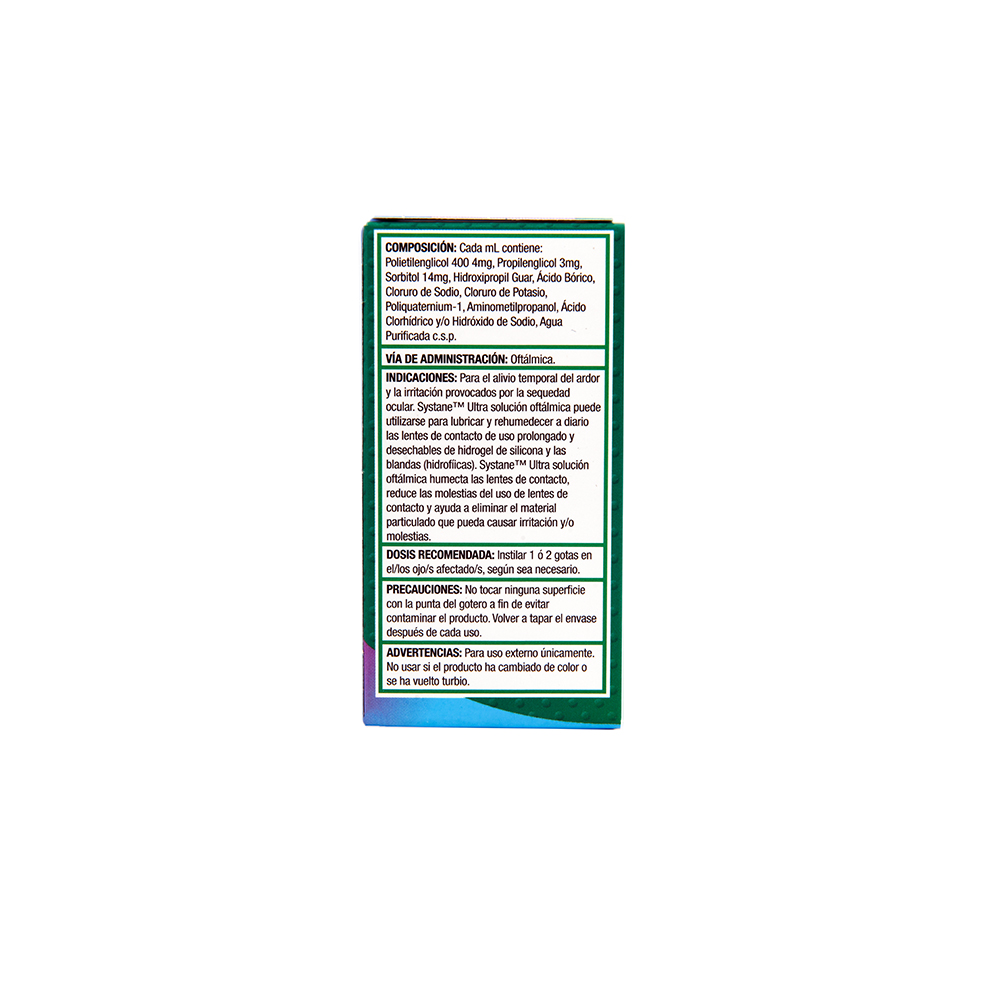 COMPOSICIÓN: Cada mL contiene:
Polietilenglicol 400 4mg, Propilenglicol 3mg,
Sorbitol 14mg, Hidroxipropil Guar, Ácido Bórico,
Cloruro de Sodio, Cloruro de Potasio,
Poliquaternium-1, Aminometilpropanol, Ácido
Clorhídrico y/o Hidróxido de Sodio, Agua
Purificada c.s.p.
VÍA DE ADMINISTRACIÓN: Oftálmica.
INDICACIONES: Para el alivio temporal del ardor
y la irritación provocados por la sequedad
ocular. Systane™ Ultra solución oftálmica puede
utilizarse para lubricar y rehumedecer a diario
las lentes de contacto de uso prolongado y
desechables de hidrogel de silicona y las
blandas (hidrofíicas). Systane™ Ultra solución
oftálmica humecta las lentes de contacto,
reduce las molestias del uso de lentes de
contacto y ayuda a eliminar el material
particulado que pueda causar irritación y/o
molestias.
DOSIS RECOMENDADA: Instilar 1 ó 2 gotas en
el/los ojo/s afectado/s, según sea necesario.
PRECAUCIONES: No tocar ninguna superficie
con la punta del gotero a fin de evitar
contaminar el producto. Volver a tapar el envase
después de cada uso.
ADVERTENCIAS: Para uso externo únicamente.
No usar si el producto ha cambiado de color o
se ha vuelto turbio.